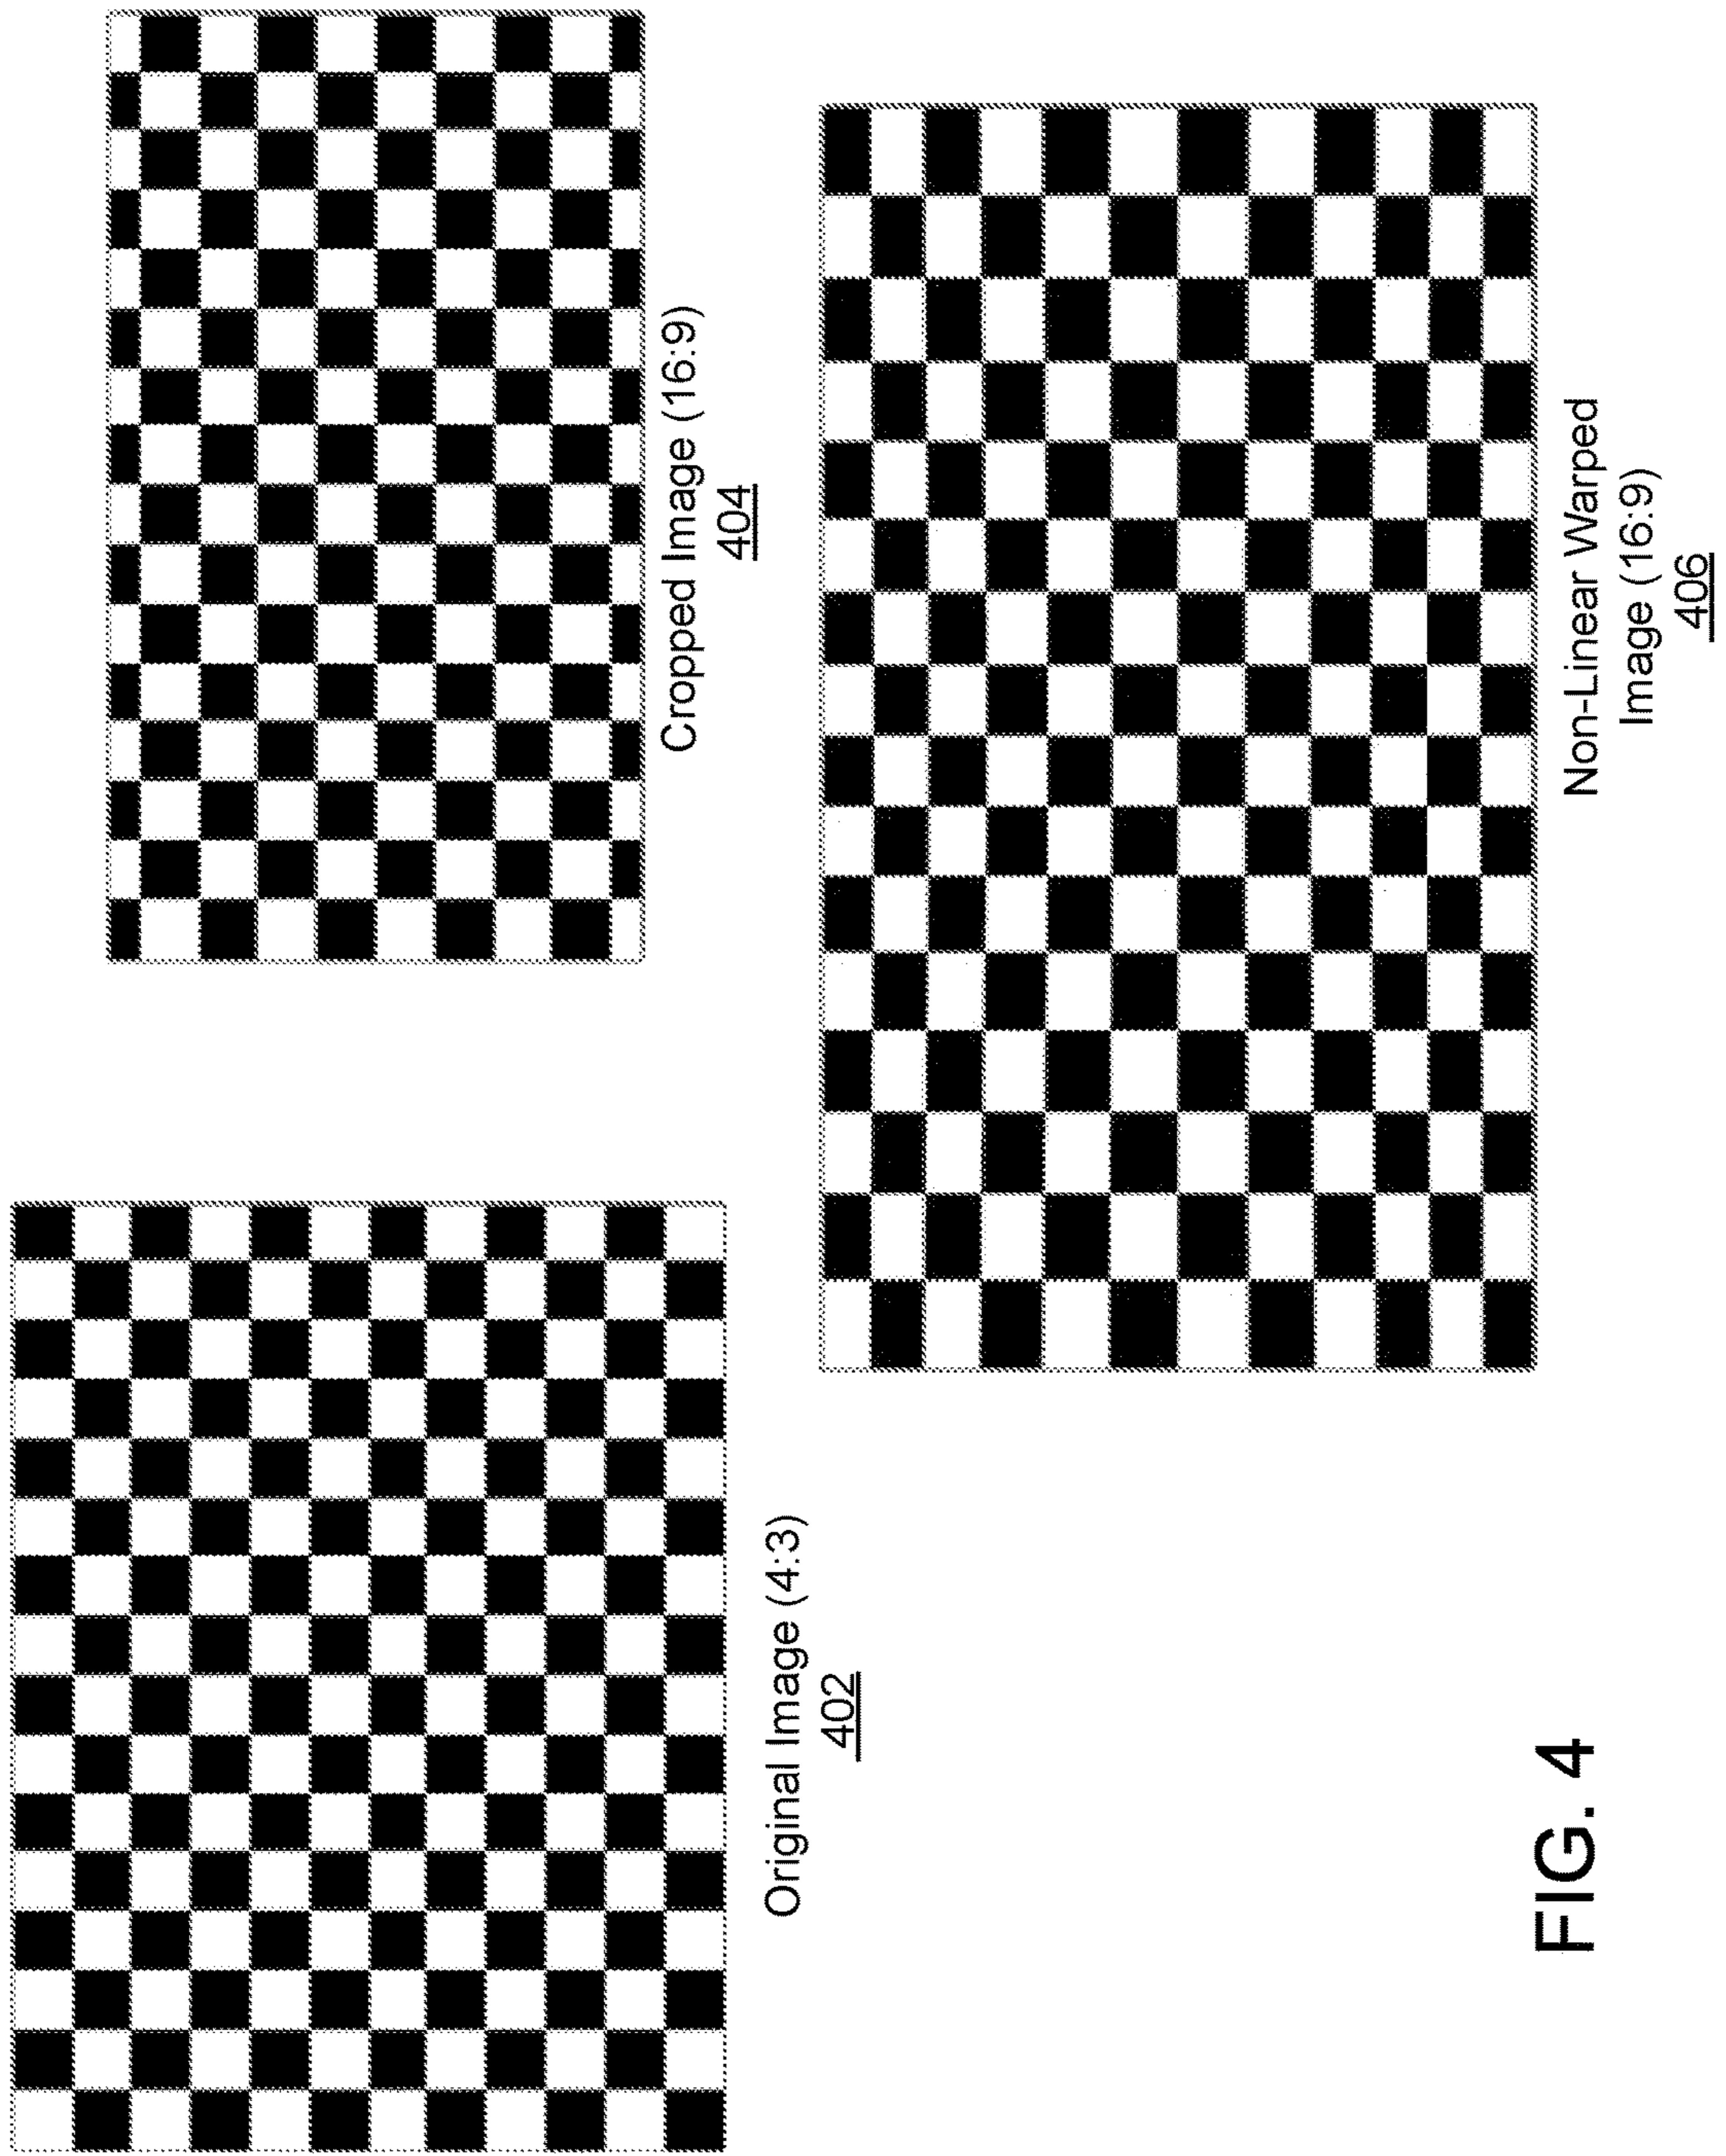 Original Image (4:3)
402
Cropped Image (16:9)
404
Non-Linear Warped
Image (16:9)
406
FIG. 4